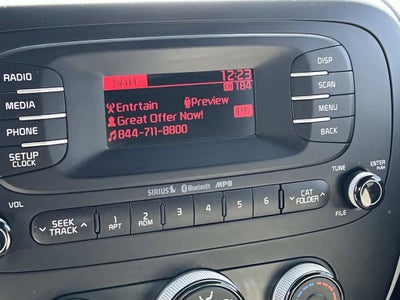 RADIO
MEDIA
PHONE
SETUP
CLOCK
SAT
12:23
184
Entrtain Preview
Great Offer Now!
844-711-8800
DISP
SCAN
MENU
BACK
SIRIUS Bluetooth MP3
VOL
SEEK
TRACK
1
RPT
2
RDM
3
4
5
6
CAT
FOLDER
TUNE
FILE
ENTER
PUSH